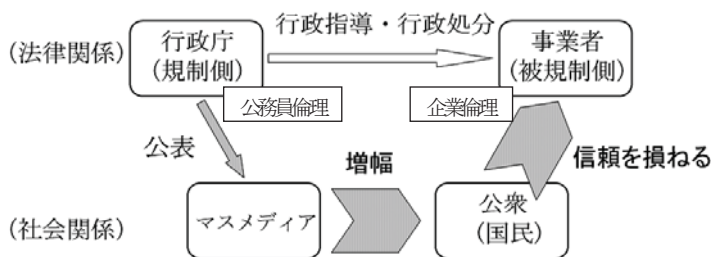 行政指導・行政処分
(法律関係)
行政庁
(規制側)
事業者
(被規制側)
公務員倫理
企業倫理
公表
増幅
信頼を損ねる
(社会関係)
マスメディア
公衆
(国民)